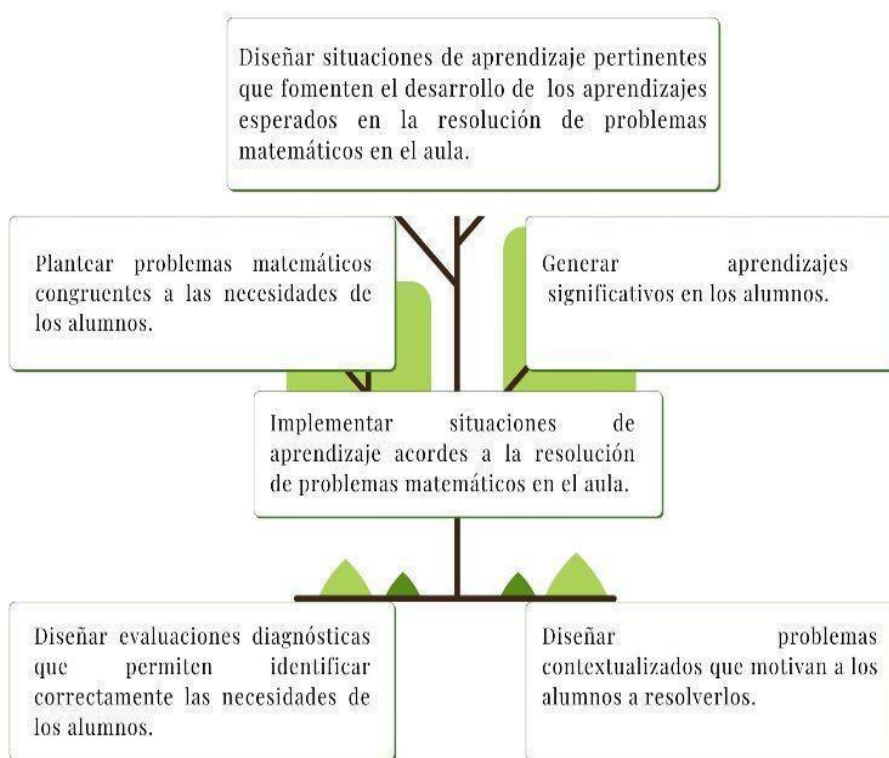 Diseñar situaciones de aprendizaje pertinentes
que fomenten el desarrollo de los aprendizajes
esperados en la resolución de problemas
matemáticos en el aula.
Plantear problemas matemáticos
congruentes a las necesidades de
los alumnos.
Generar aprendizajes
significativos en los alumnos.
Implementar situaciones de
aprendizaje acordes a la resolución
de problemas matemáticos en el aula.
Diseñar evaluaciones diagnósticas
que permiten identificar
correctamente las necesidades de
los alumnos.
Diseñar problemas
contextualizados que motivan a los
alumnos a resolverlos.